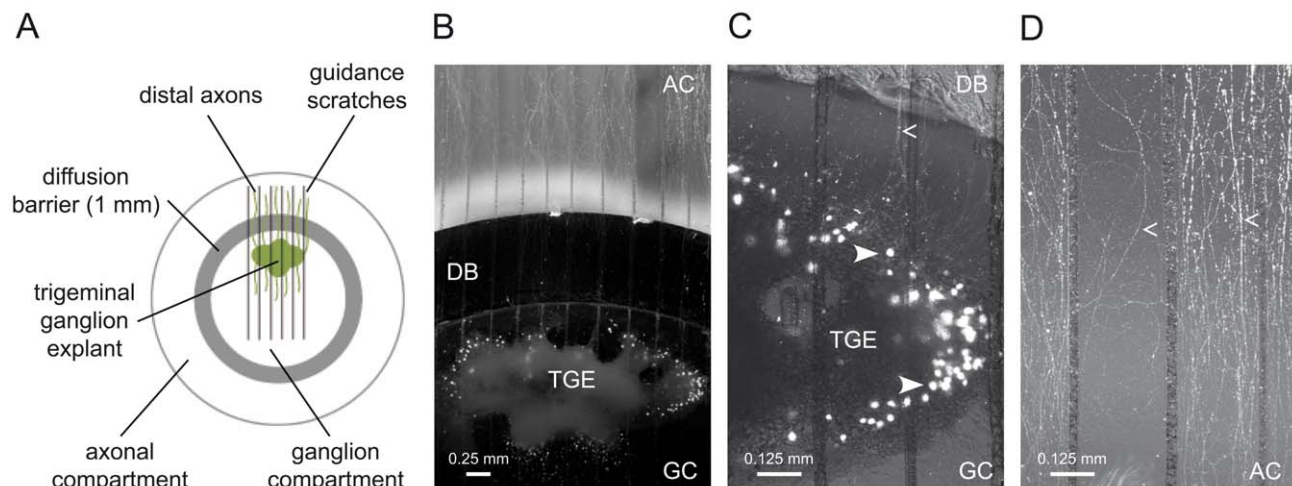 A
distal axons
guidance
scratches
diffusion
barrier (1 mm)
trigeminal
ganglion
explant
axonal
compartment
ganglion
compartment
B
AC
DB
TGE
0.25 mm
GC
C
DB
<
TGE
0.125 mm
GC
D
<
<
0.125 mm
AC